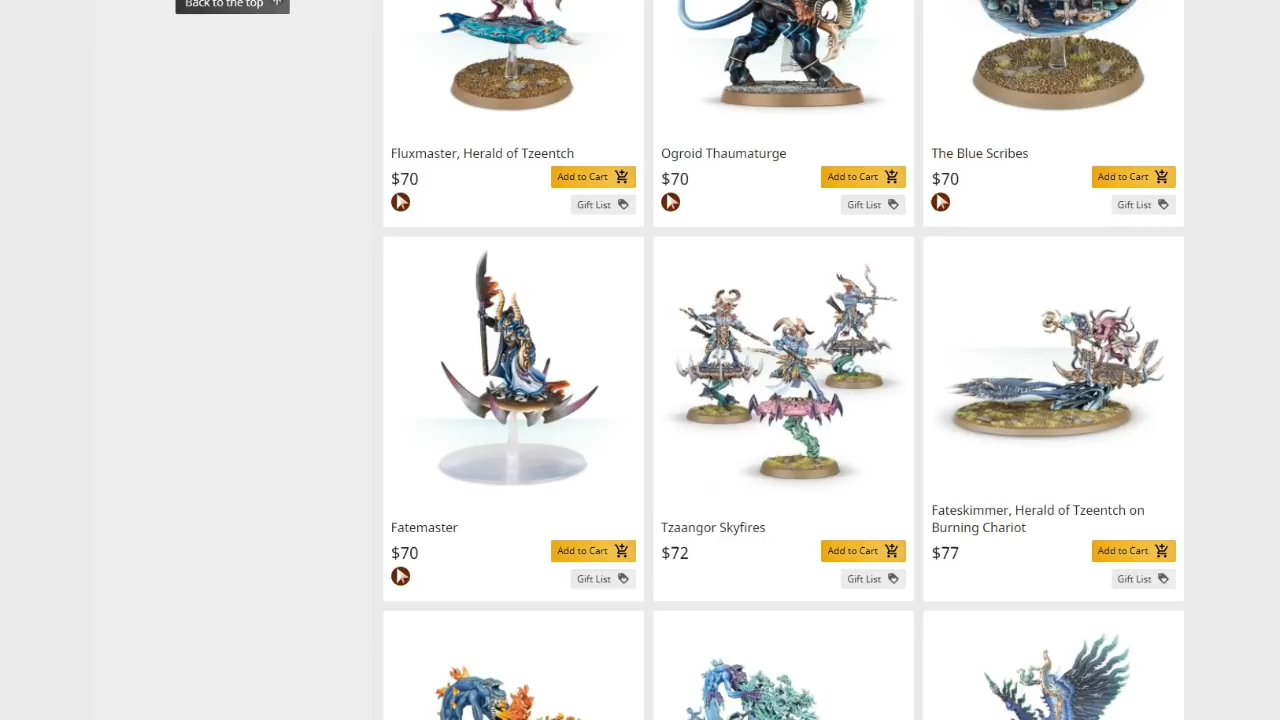 Back to the top
Fluxmaster, Herald of Tzeentch
$70
Add to Cart
Gift List
Ogroid Thaumaturge
$70
Add to Cart
Gift List
The Blue Scribes
$70
Add to Cart
Gift List
Fatemaster
$70
Add to Cart
Gift List
Tzaangor Skyfires
$72
Add to Cart
Gift List
Fateskimmer, Herald of Tzeentch on
Burning Chariot
$77
Add to Cart
Gift List